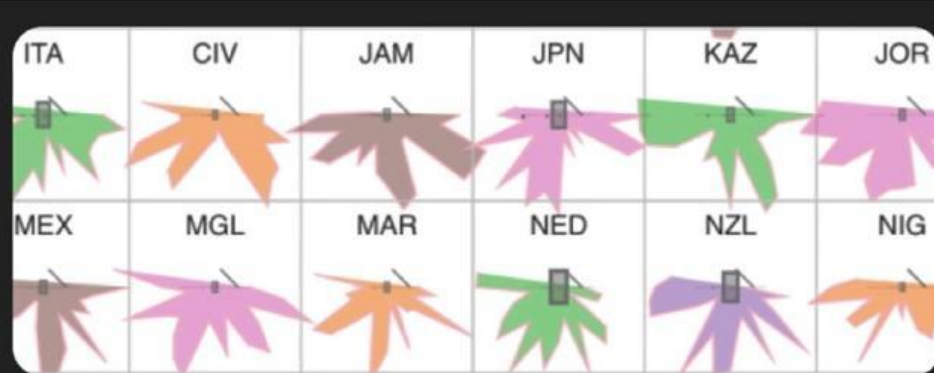 ITA CIV JAM JPN KAZ JOR
MEX MGL MAR NED NZL NIG